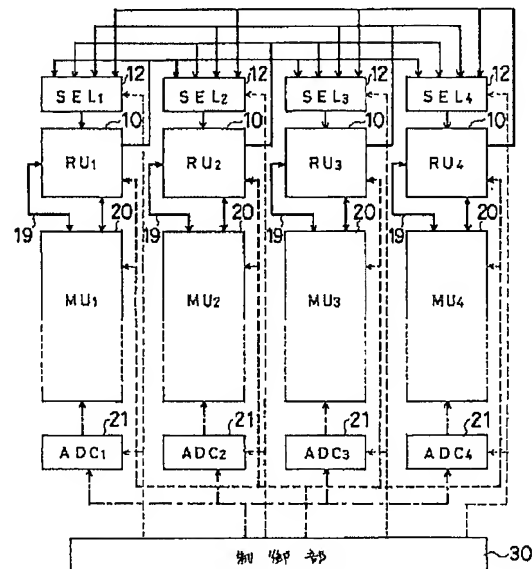 12 12 12 12
SEL1 SEL2 SEL3 SEL4
10 10 10 10
RU1 RU2 RU3 RU4
19 20 19 20 19 20 19 20
MU1 MU2 MU3 MU4
21 21 21 21
ADC1 ADC2 ADC3 ADC4
制御部 30